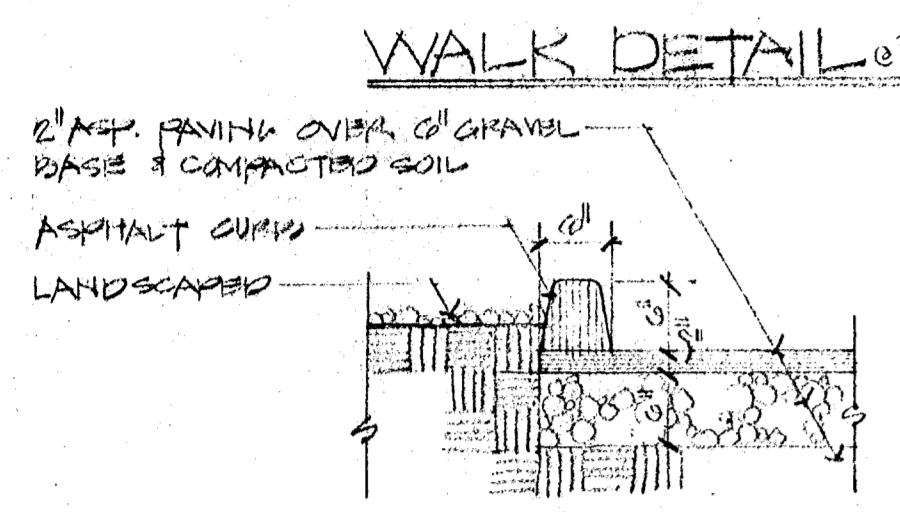 WALK DETAIL @
2" ASP. PAVING OVER 6" GRAVEL
BASE & COMPACTED SOIL
ASPHALT CURB
LANDSCAPED
6"
6"
2"
6"